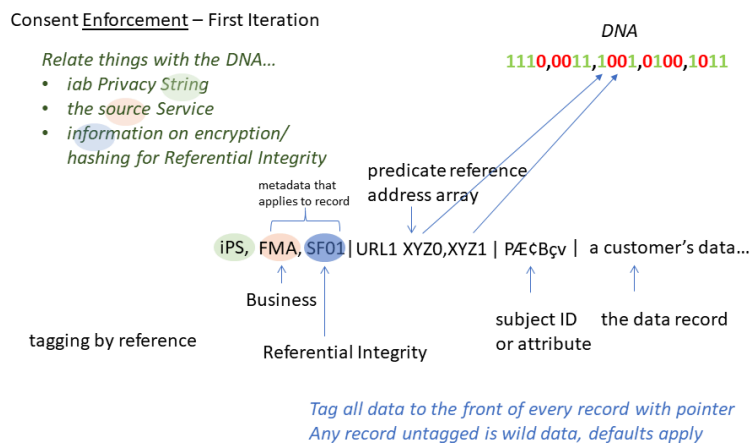 Consent Enforcement – First Iteration
DNA
1110,0011,1001,0100,1011
Relate things with the DNA...
• iab Privacy String
• the source Service
• information on encryption/
hashing for Referential Integrity
metadata that
applies to record
predicate reference
address array
iPS, FMA, SF01|URL1 XYZ0,XYZ1 | PÆ¢Bçv | a customer's data...
Business
Referential Integrity
subject ID
or attribute
the data record
tagging by reference
Tag all data to the front of every record with pointer
Any record untagged is wild data, defaults apply